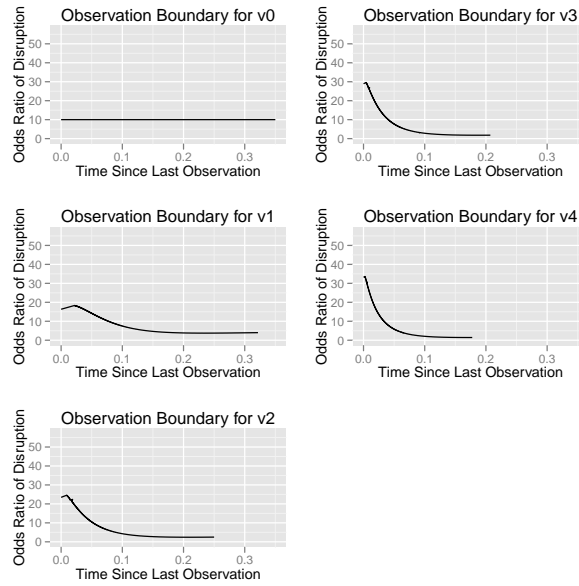 Observation Boundary for v0
Odds Ratio of Disruption
50
40
30
20
10
0
0.0 0.1 0.2 0.3
Time Since Last Observation
Observation Boundary for v3
Odds Ratio of Disruption
50
40
30
20
10
0
0.0 0.1 0.2 0.3
Time Since Last Observation
Observation Boundary for v1
Odds Ratio of Disruption
50
40
30
20
10
0
0.0 0.1 0.2 0.3
Time Since Last Observation
Observation Boundary for v4
Odds Ratio of Disruption
50
40
30
20
10
0
0.0 0.1 0.2 0.3
Time Since Last Observation
Observation Boundary for v2
Odds Ratio of Disruption
50
40
30
20
10
0
0.0 0.1 0.2 0.3
Time Since Last Observation